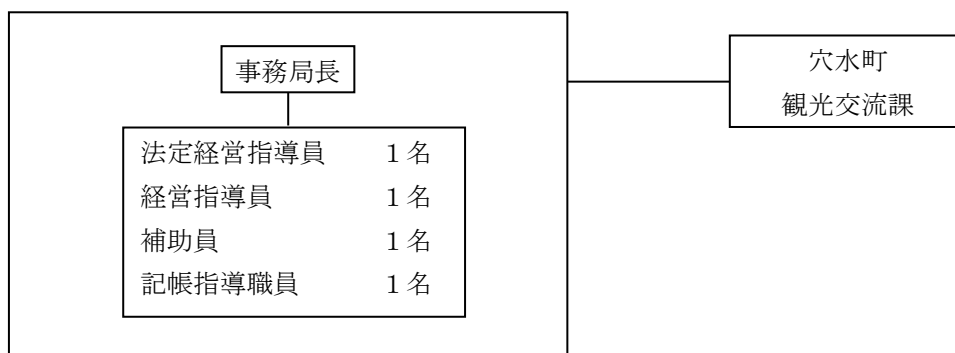 事務局長
法定経営指導員 1名
経営指導員 1名
補助員 1名
記帳指導職員 1名
穴水町
観光交流課